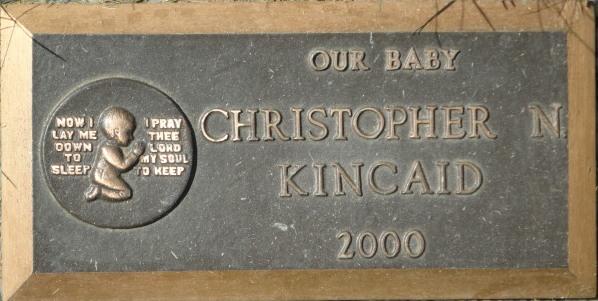 OUR BABY
CHRISTOPHER N.
KINCAID
2000
NOW I
LAY ME
DOWN
TO
SLEEP
I PRAY
THEE
LORD
MY SOUL
TO KEEP